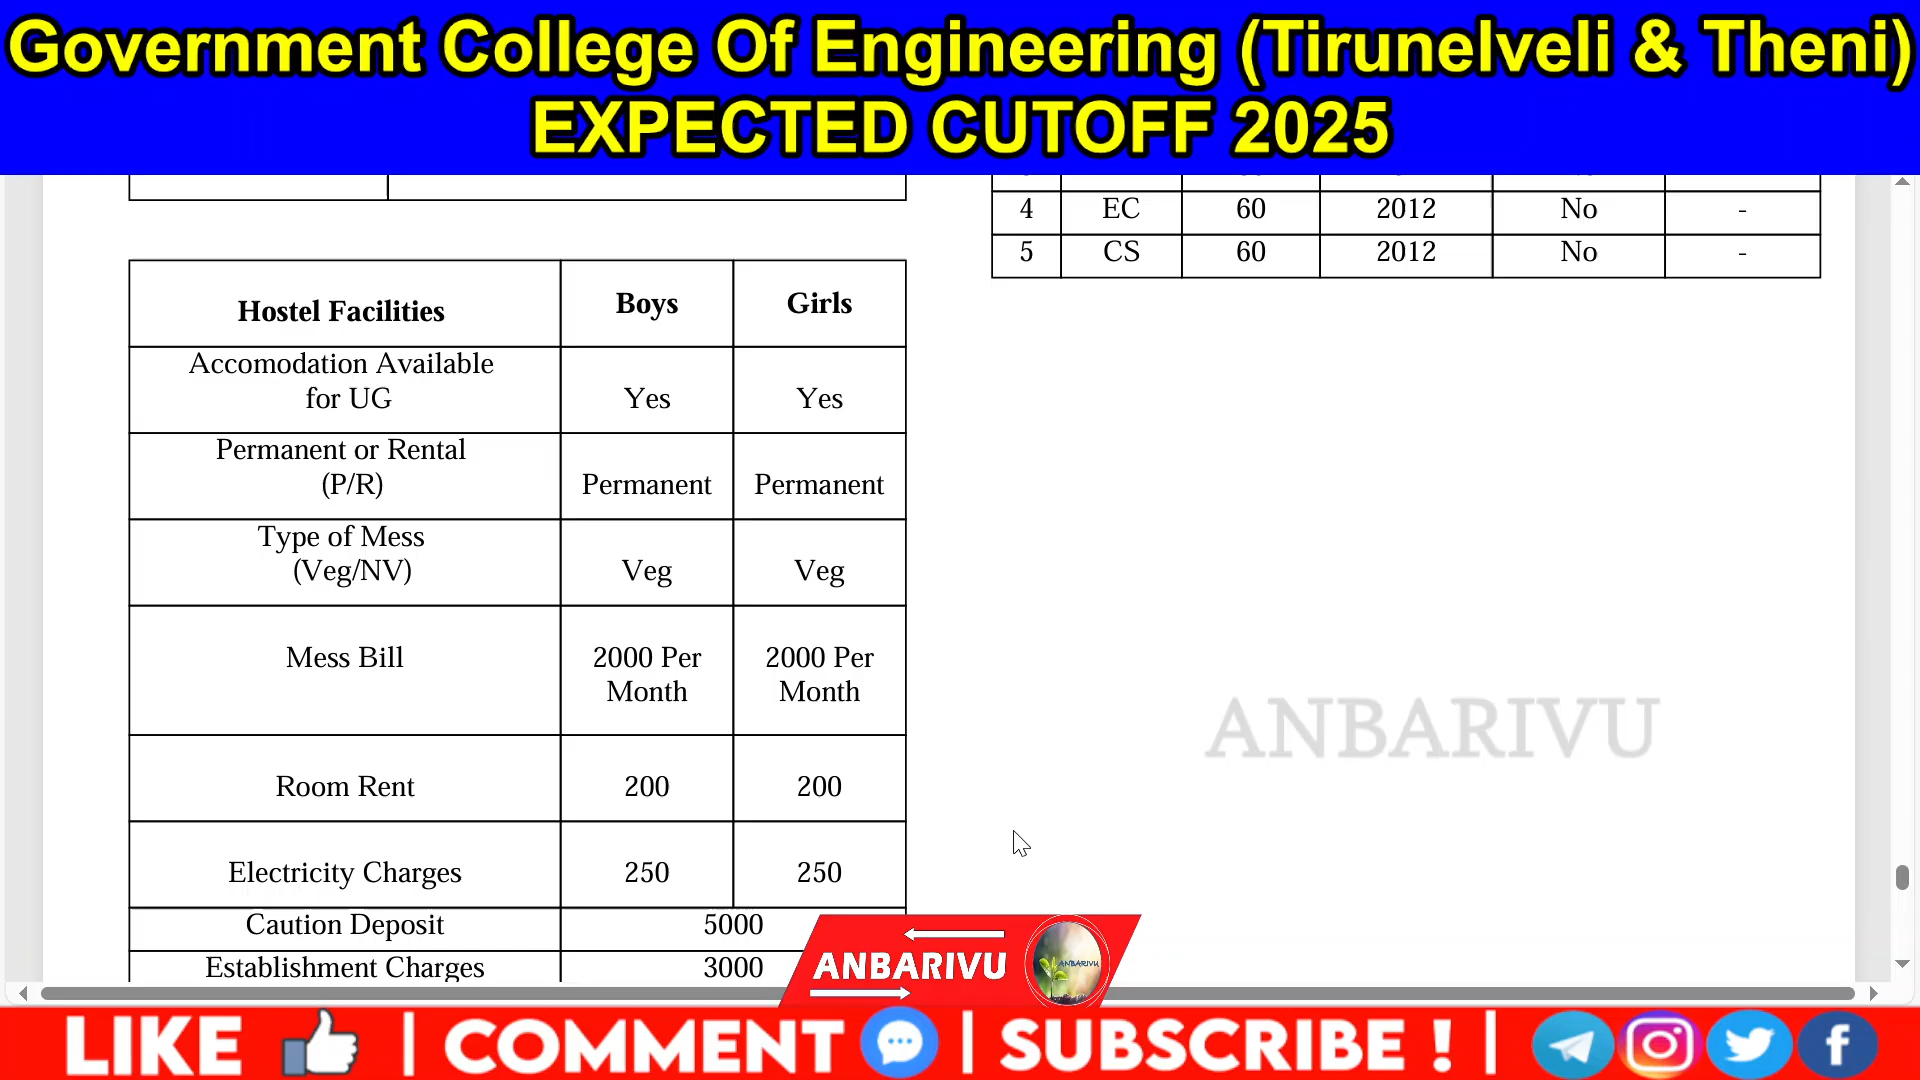 Government College Of Engineering (Tirunelveli & Theni)
EXPECTED CUTOFF 2025
4 EC 60 2012 No -
5 CS 60 2012 No -
Hostel Facilities Boys Girls
Accomodation Available
for UG Yes Yes
Permanent or Rental
(P/R) Permanent Permanent
Type of Mess
(Veg/NV) Veg Veg
Mess Bill 2000 Per 2000 Per
Month Month
Room Rent 200 200
Electricity Charges 250 250
Caution Deposit 5000
Establishment Charges 3000
ANBARIVU
ANBARIVU
ANBARIVU
LIKE | COMMENT | SUBSCRIBE ! |